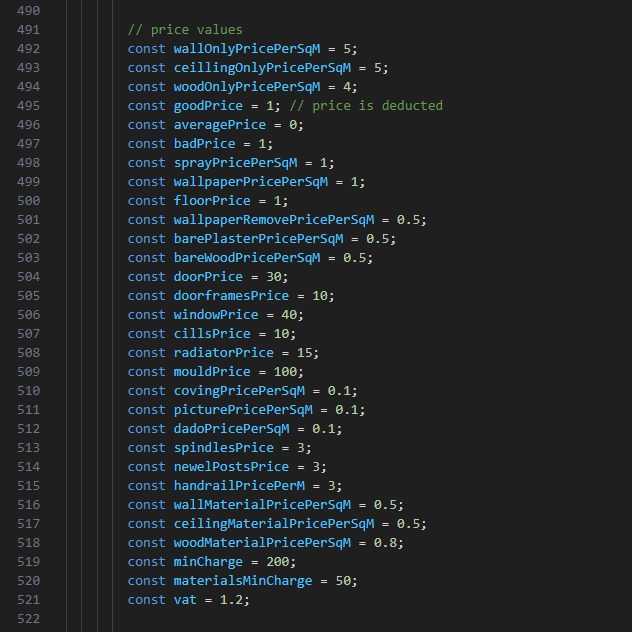 490
491 // price values
492 const wallOnlyPricePerSqM = 5;
493 const ceillingOnlyPricePerSqM = 5;
494 const woodOnlyPricePerSqM = 4;
495 const goodPrice = 1; // price is deducted
496 const averagePrice = 0;
497 const badPrice = 1;
498 const sprayPricePerSqM = 1;
499 const wallpaperPricePerSqM = 1;
500 const floorPrice = 1;
501 const wallpaperRemovePricePerSqM = 0.5;
502 const barePlasterPricePerSqM = 0.5;
503 const bareWoodPricePerSqM = 0.5;
504 const doorPrice = 30;
505 const doorframesPrice = 10;
506 const windowPrice = 40;
507 const cillsPrice = 10;
508 const radiatorPrice = 15;
509 const mouldPrice = 100;
510 const covingPricePerSqM = 0.1;
511 const picturePricePerSqM = 0.1;
512 const dadoPricePerSqM = 0.1;
513 const spindlesPrice = 3;
514 const newelPostsPrice = 3;
515 const handrailPricePerM = 3;
516 const wallMaterialPricePerSqM = 0.5;
517 const ceilingMaterialPricePerSqM = 0.5;
518 const woodMaterialPricePerSqM = 0.8;
519 const minCharge = 200;
520 const materialsMinCharge = 50;
521 const vat = 1.2;
522